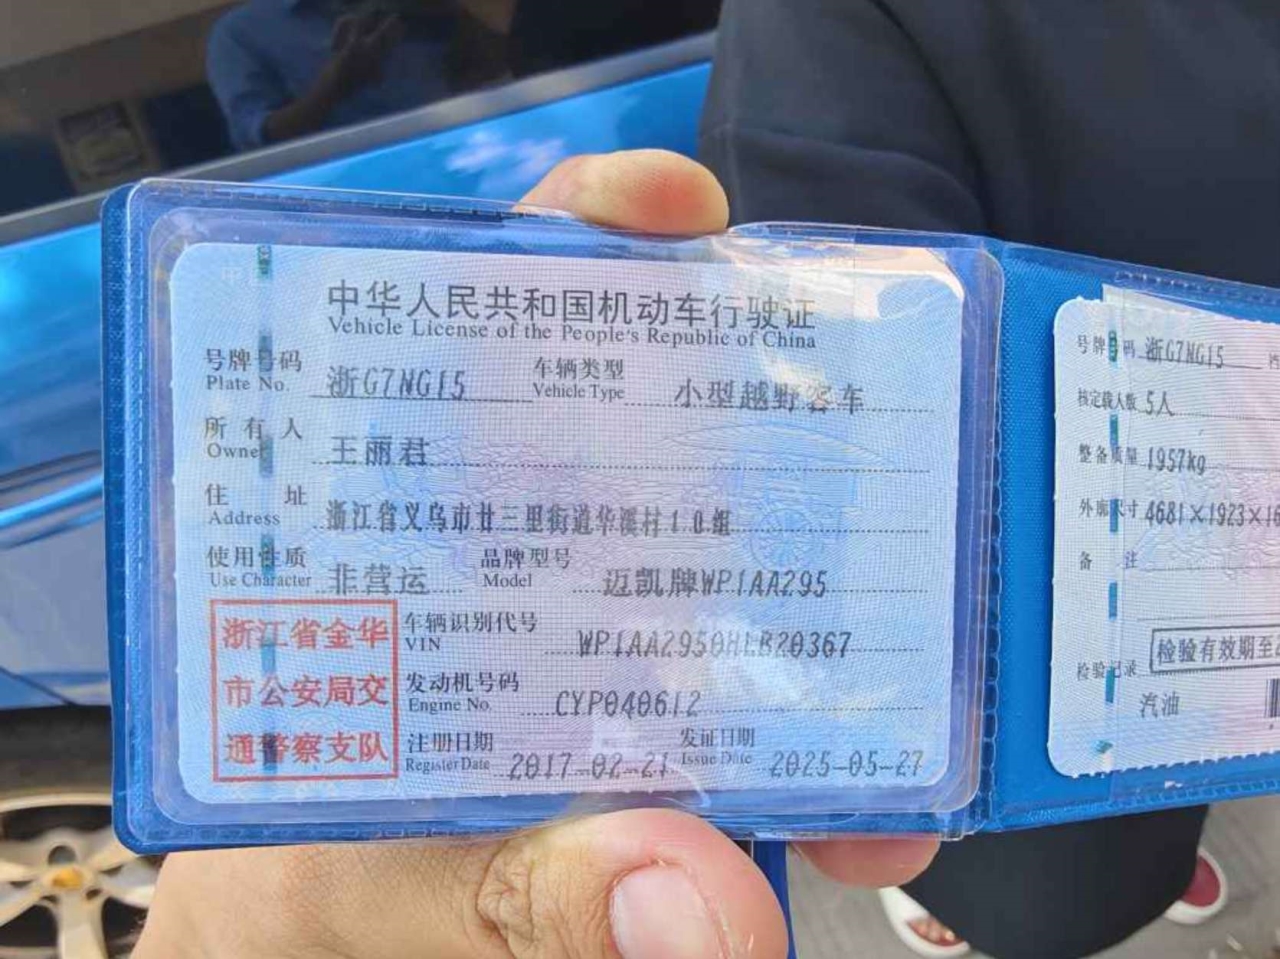 中华人民共和国机动车行驶证
Vehicle License of the People's Republic of China
号牌号码 浙G7NG15 车辆类型 小型越野客车
Plate No. Vehicle Type
所有人 王丽君
Owner
住址 浙江省义乌市廿三里街道华溪村10组
Address
使用性质 非营运 品牌型号 迈凯牌WP1AA295
Use Character Model
浙江省金华
市公安局交
通警察支队
车辆识别代号 WP1AA2950HLB20367
VIN
发动机号码 CYP040612
Engine No.
注册日期 2017-02-21 发证日期 2025-05-27
Register Date Issue Date
号牌号码 浙G7NG15
核定载人数 5人
整备质量 1957kg
外廓尺寸 4681×1923×16
备注
检验记录 检验有效期至
汽油